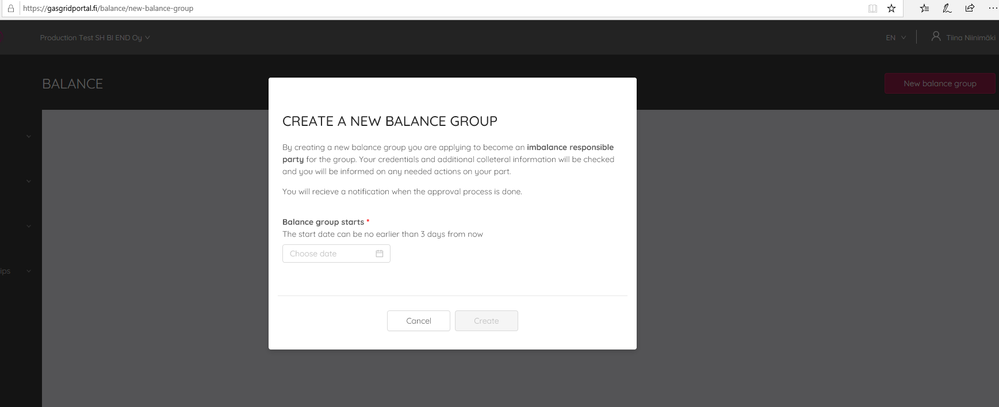 https://gasgridportal.fi/balance/new-balance-group
Production Test SH BI END Oy
EN
Tiina Niinimäki
BALANCE
New balance group
CREATE A NEW BALANCE GROUP
By creating a new balance group you are applying to become an imbalance responsible
party for the group. Your credentials and additional colleteral information will be checked
and you will be informed on any needed actions on your part.
You will recieve a notification when the approval process is done.
Balance group starts *
The start date can be no earlier than 3 days from now
Choose date
ips
Cancel
Create